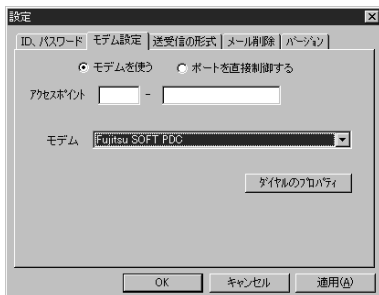 設定
ID、パスワード モデム設定 送受信の形式 メール削除 バージョン
モデムを使う ポートを直接制御する
アクセスポイント -
モデム Fujitsu SOFT PDC
ダイヤルのプロパティ
OK キャンセル 適用(A)